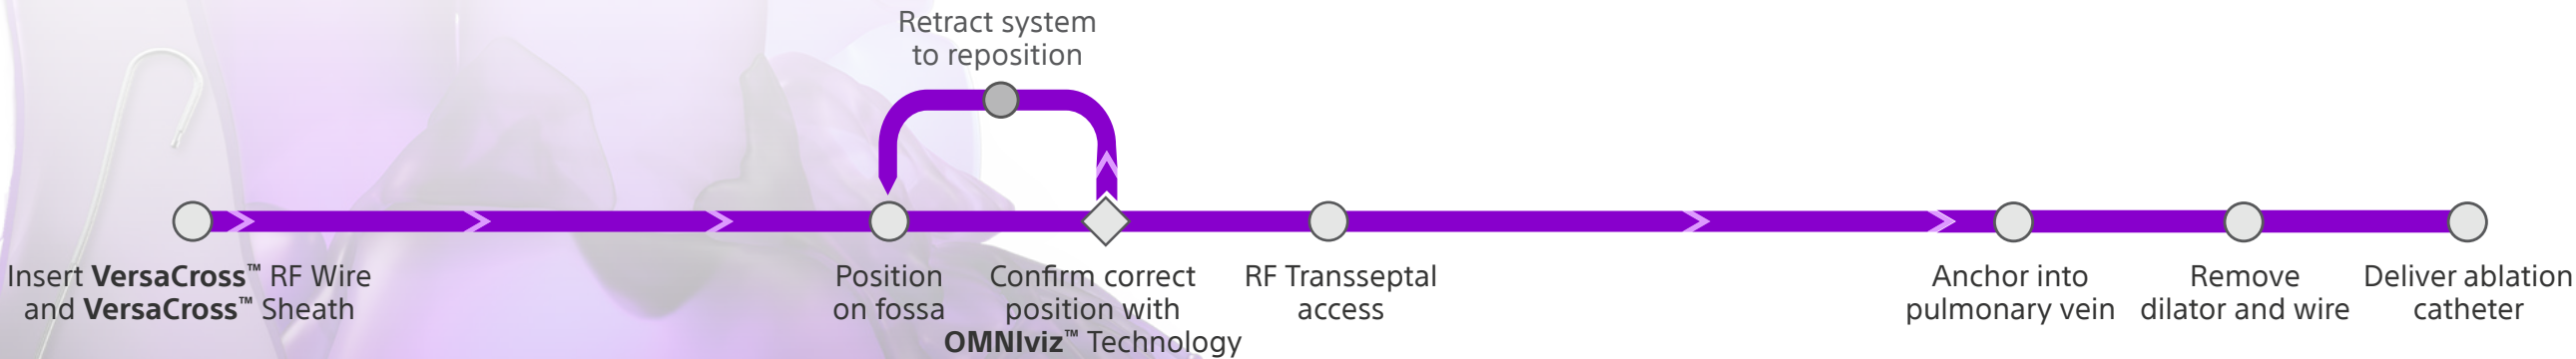 Retract system
to reposition
Insert VersaCross™ RF Wire
and VersaCross™ Sheath
Position
on fossa
Confirm correct
position with
OMNIviz™ Technology
RF Transseptal
access
Anchor into
pulmonary vein
Remove
dilator and wire
Deliver ablation
catheter